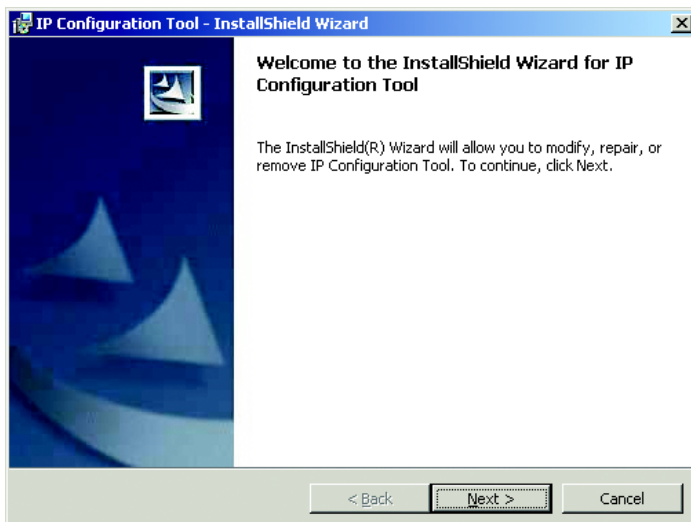 IP Configuration Tool - InstallShield Wizard
Welcome to the InstallShield Wizard for IP
Configuration Tool
The InstallShield(R) Wizard will allow you to modify, repair, or
remove IP Configuration Tool. To continue, click Next.
< Back
Next >
Cancel